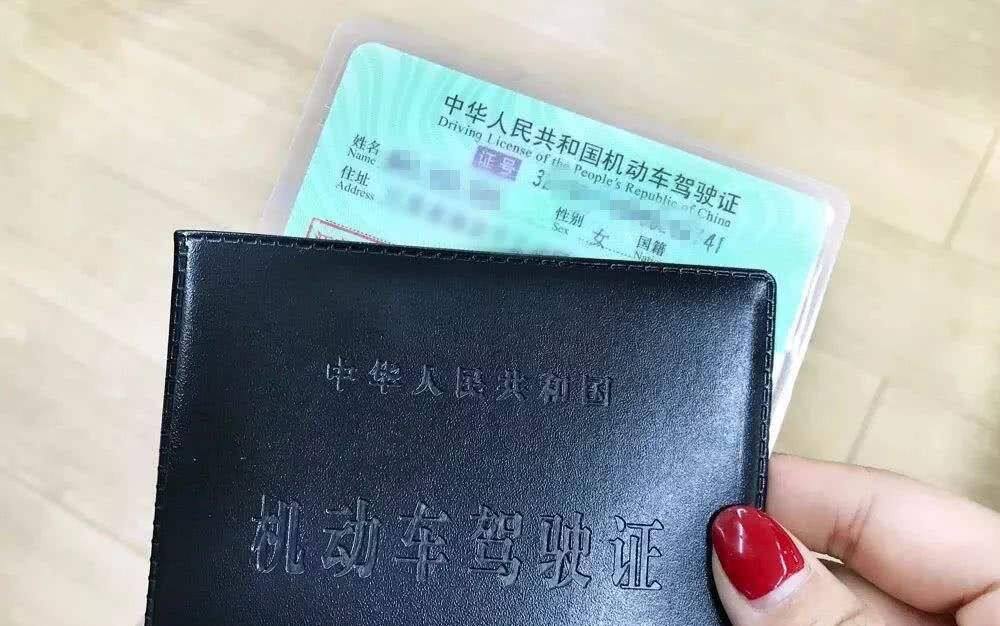 中华人民共和国机动车驾驶证
Driving License of the People's Republic of China
姓名
Name
证号
41
住址
Address
性别
Sex
女
国籍
中华人民共和国
机动车驾驶证